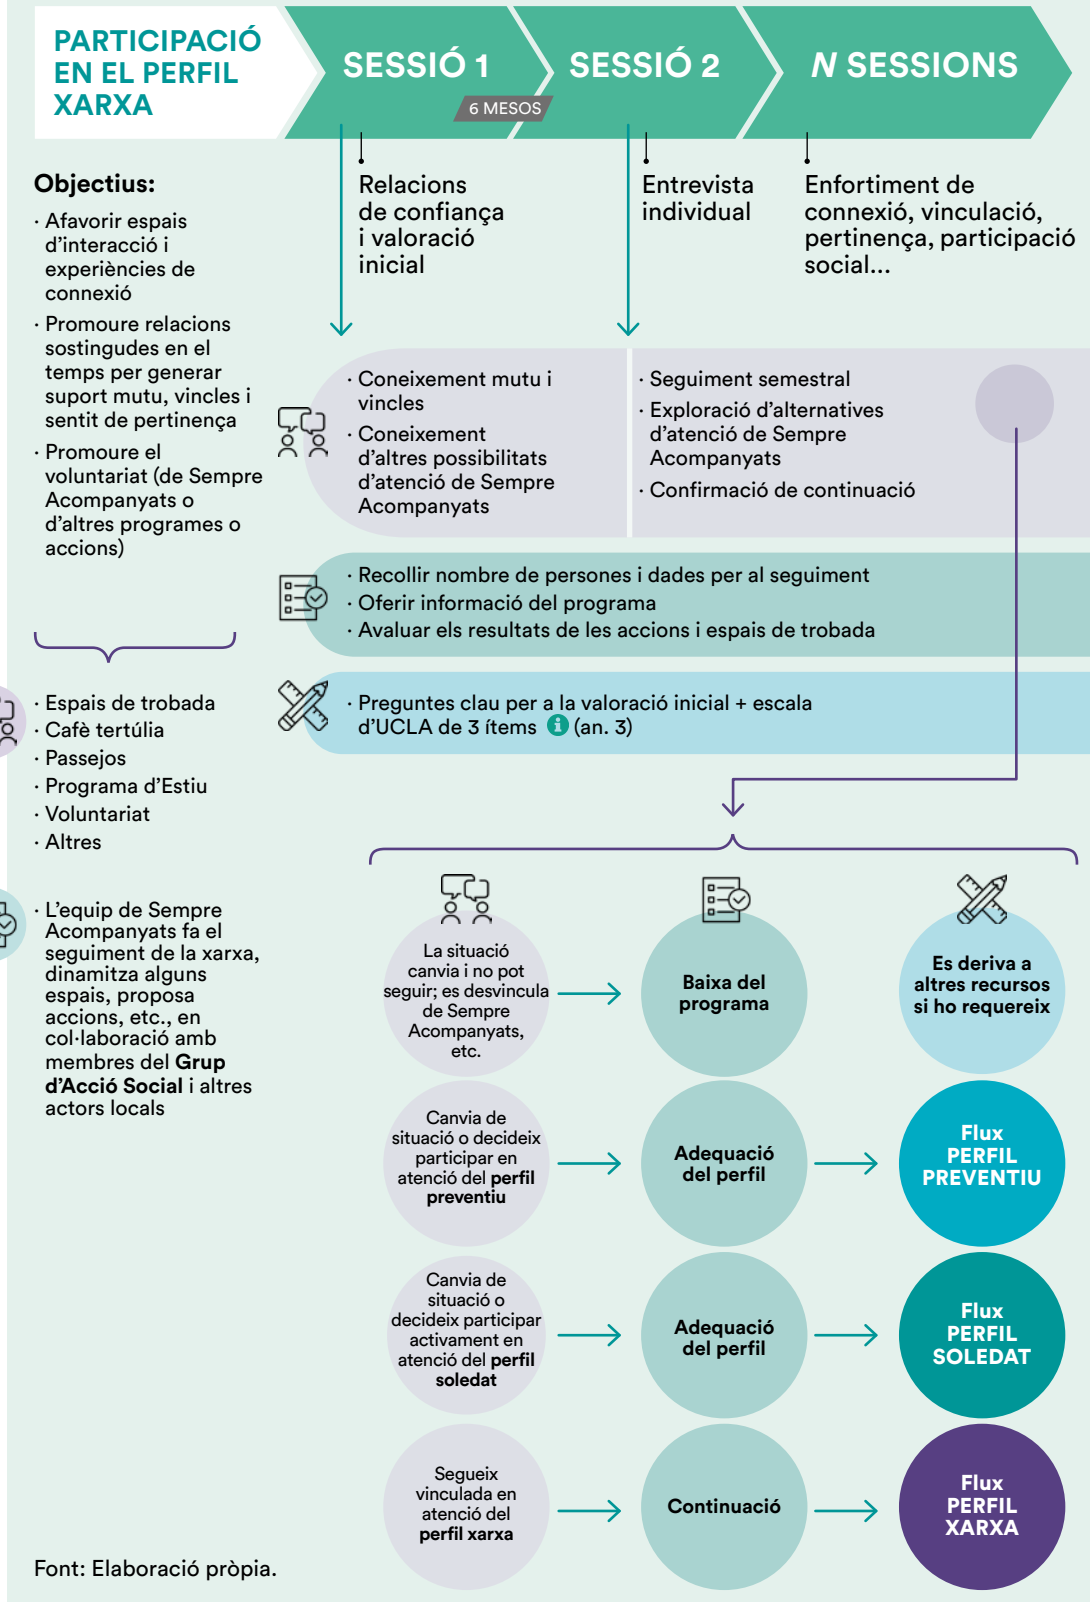 PARTICIPACIÓ
EN EL PERFIL
XARXA
SESSIÓ 1
6 MESOS
SESSIÓ 2
N SESSIONS
Objectius:
· Afavorir espais
d’interacció i
experiències de
connexió
· Promoure relacions
sostingudes en el
temps per generar
suport mutu, vincles i
sentit de pertinença
· Promoure el
voluntariat (de Sempre
Acompanyats o
d’altres programes o
accions)
· Espais de trobada
· Cafè tertúlia
· Passejos
· Programa d’Estiu
· Voluntariat
· Altres
· L’equip de Sempre
Acompanyats fa el
seguiment de la xarxa,
dinamitza alguns
espais, proposa
accions, etc., en
col·laboració amb
membres del Grup
d’Acció Social i altres
actors locals
Relacions
de confiança
i valoració
inicial
Entrevista
individual
Enfortiment de
connexió, vinculació,
pertinença, participació
social...
· Coneixement mutu i
vincles
· Coneixement
d’altres possibilitats
d’atenció de Sempre
Acompanyats
· Seguiment semestral
· Exploració d’alternatives
d’atenció de Sempre
Acompanyats
· Confirmació de continuació
· Recollir nombre de persones i dades per al seguiment
· Oferir informació del programa
· Avaluar els resultats de les accions i espais de trobada
· Preguntes clau per a la valoració inicial + escala
d’UCLA de 3 ítems i (an. 3)
La situació
canvia i no pot
seguir; es desvincula
de Sempre
Acompanyats,
etc.
Baixa del
programa
Es deriva a
altres recursos
si ho requereix
Canvia de
situació o decideix
participar en
atenció del perfil
preventiu
Adequació
del perfil
Flux
PERFIL
PREVENTIU
Canvia de
situació o
decideix participar
activament en
atenció del perfil
soledat
Adequació
del perfil
Flux
PERFIL
SOLEDAT
Segueix
vinculada en
atenció del
perfil xarxa
Continuació
Flux
PERFIL
XARXA
Font: Elaboració pròpia.